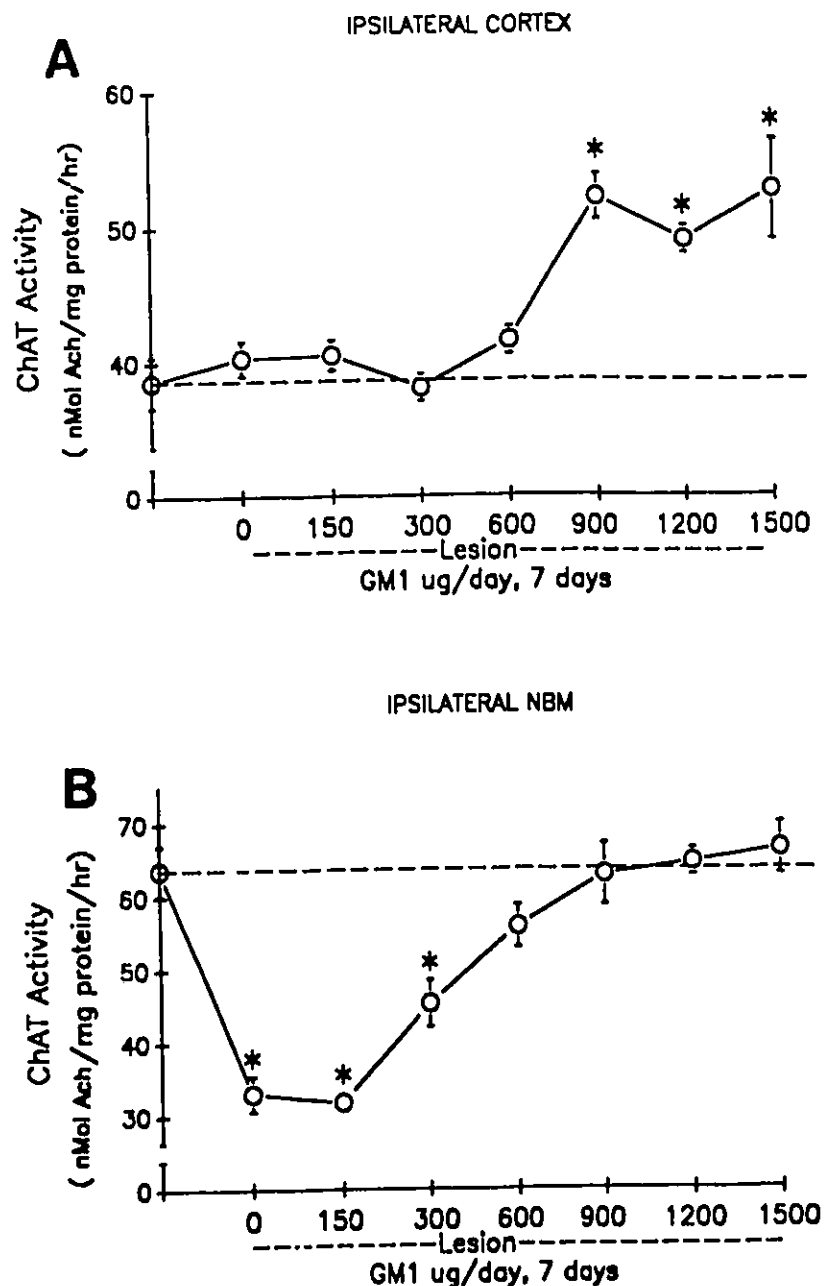 IPSILATERAL CORTEX
A
60
50
40
0
ChAT Activity
( nMol Ach/mg protein/hr)
* * *
0 150 300 600 900 1200 1500
Lesion
GM1 ug/day, 7 days
IPSILATERAL NBM
B
70
60
50
40
30
0
ChAT Activity
( nMol Ach/mg protein/hr)
* * *
0 150 300 600 900 1200 1500
Lesion
GM1 ug/day, 7 days